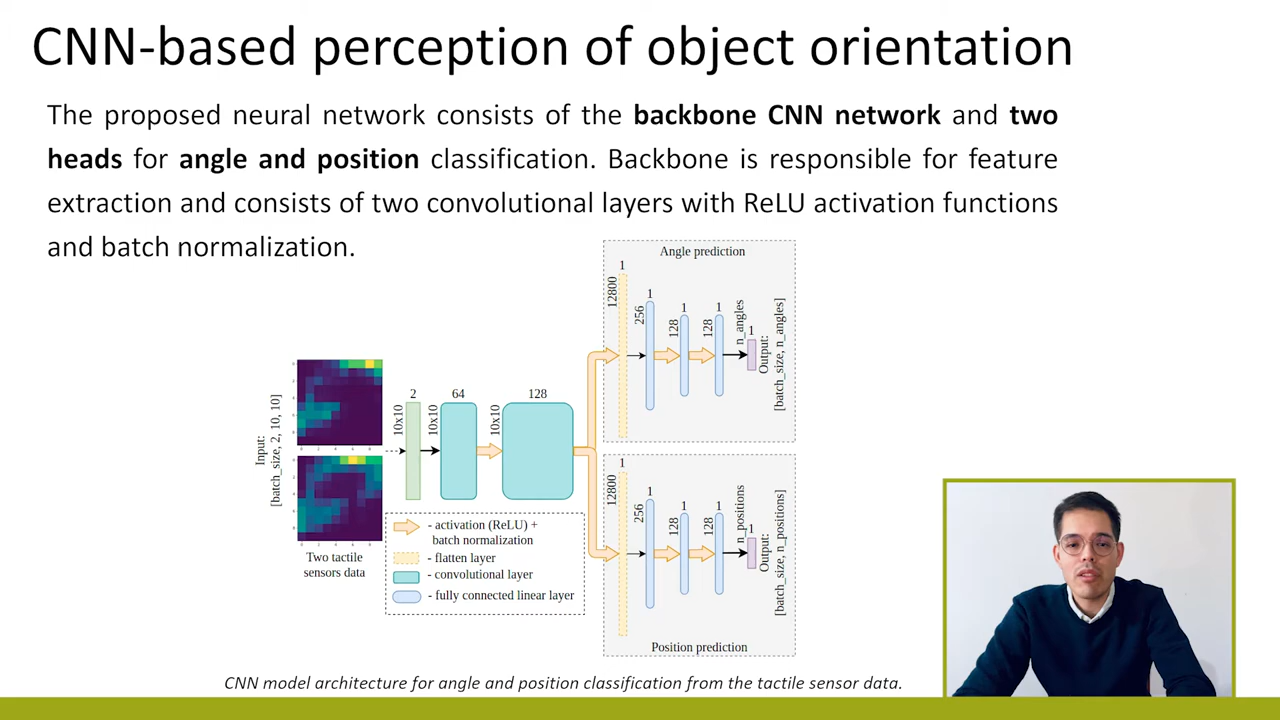 CNN-based perception of object orientation
The proposed neural network consists of the backbone CNN network and two
heads for angle and position classification. Backbone is responsible for feature
extraction and consists of two convolutional layers with ReLU activation functions
and batch normalization.
Angle prediction
1
12800
1
256
1
128
1
128
n_angles
1
Output:
[batch_size, n_angles]
Input:
[batch_size, 2, 10, 10]
2
10x10
64
10x10
128
10x10
Two tactile
sensors data
- activation (ReLU) +
batch normalization
- flatten layer
- convolutional layer
- fully connected linear layer
1
12800
1
256
1
128
1
128
n_positions
1
Output:
[batch_size, n_positions]
Position prediction
CNN model architecture for angle and position classification from the tactile sensor data.